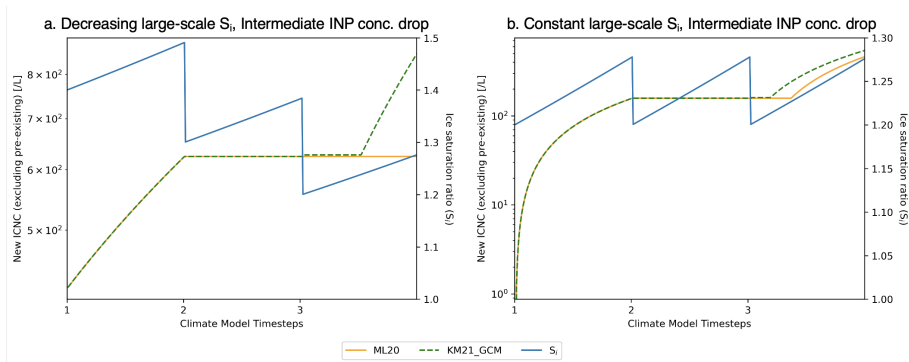 a. Decreasing large-scale Sᵢ, Intermediate INP conc. drop
New ICNC (excluding pre-existing) [/L]
8 × 10²
7 × 10²
6 × 10²
5 × 10²
1.5
1.4
1.3
1.2
1.1
1.0
Ice saturation ratio (Sᵢ)
1 2 3
Climate Model Timesteps
b. Constant large-scale Sᵢ, Intermediate INP conc. drop
New ICNC (excluding pre-existing) [/L]
10²
10¹
10⁰
1.30
1.25
1.20
1.15
1.10
1.05
1.00
Ice saturation ratio (Sᵢ)
1 2 3
Climate Model Timesteps
ML20 KM21_GCM Sᵢ